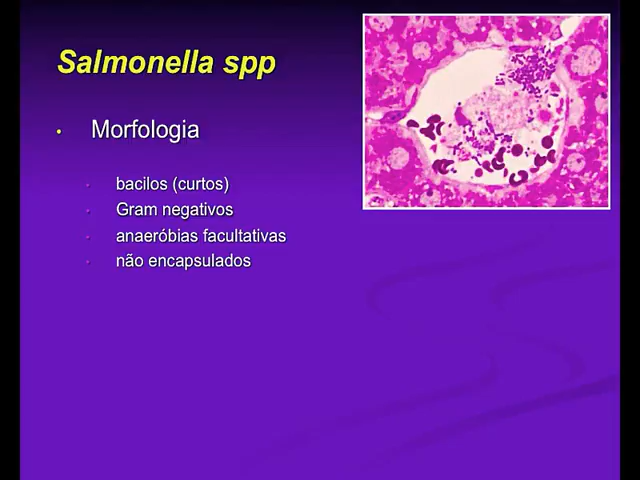 Salmonella spp
• Morfologia
• bacilos (curtos)
• Gram negativos
• anaeróbias facultativas
• não encapsulados